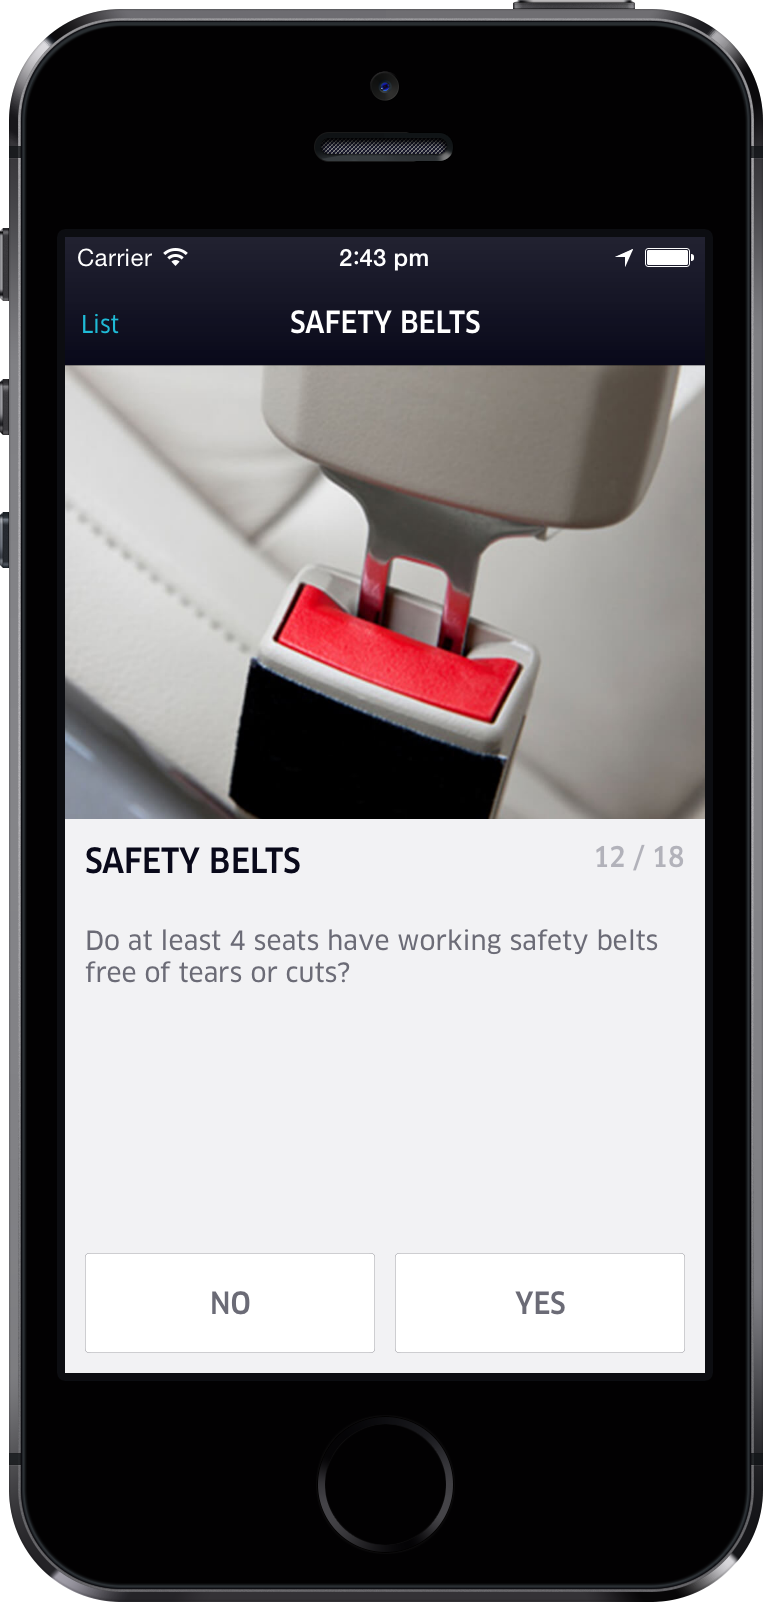 Carrier 2:43 pm
List SAFETY BELTS
SAFETY BELTS 12 / 18
Do at least 4 seats have working safety belts
free of tears or cuts?
NO YES